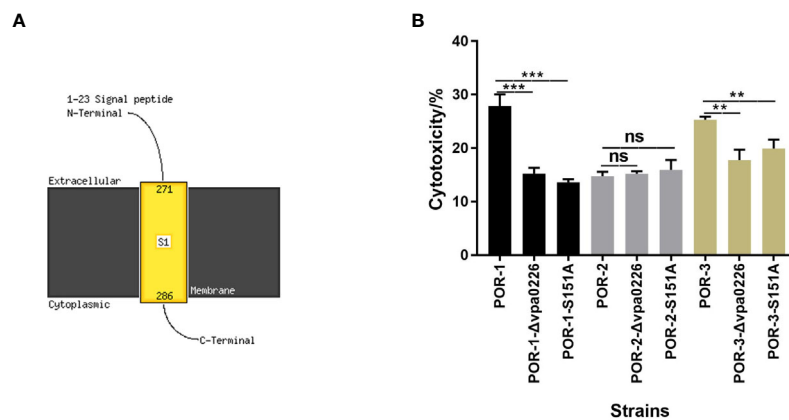 A
1-23 Signal peptide
N-Terminal
Extracellular
271
S1
286
Membrane
Cytoplasmic
C-Terminal
B
Cytotoxicity/%
40
30
20
10
0
***
***
ns
ns
**
**
POR-1
POR-1-Δvpa0226
POR-1-S151A
POR-2
POR-2-Δvpa0226
POR-2-S151A
POR-3
POR-3-Δvpa0226
POR-3-S151A
Strains